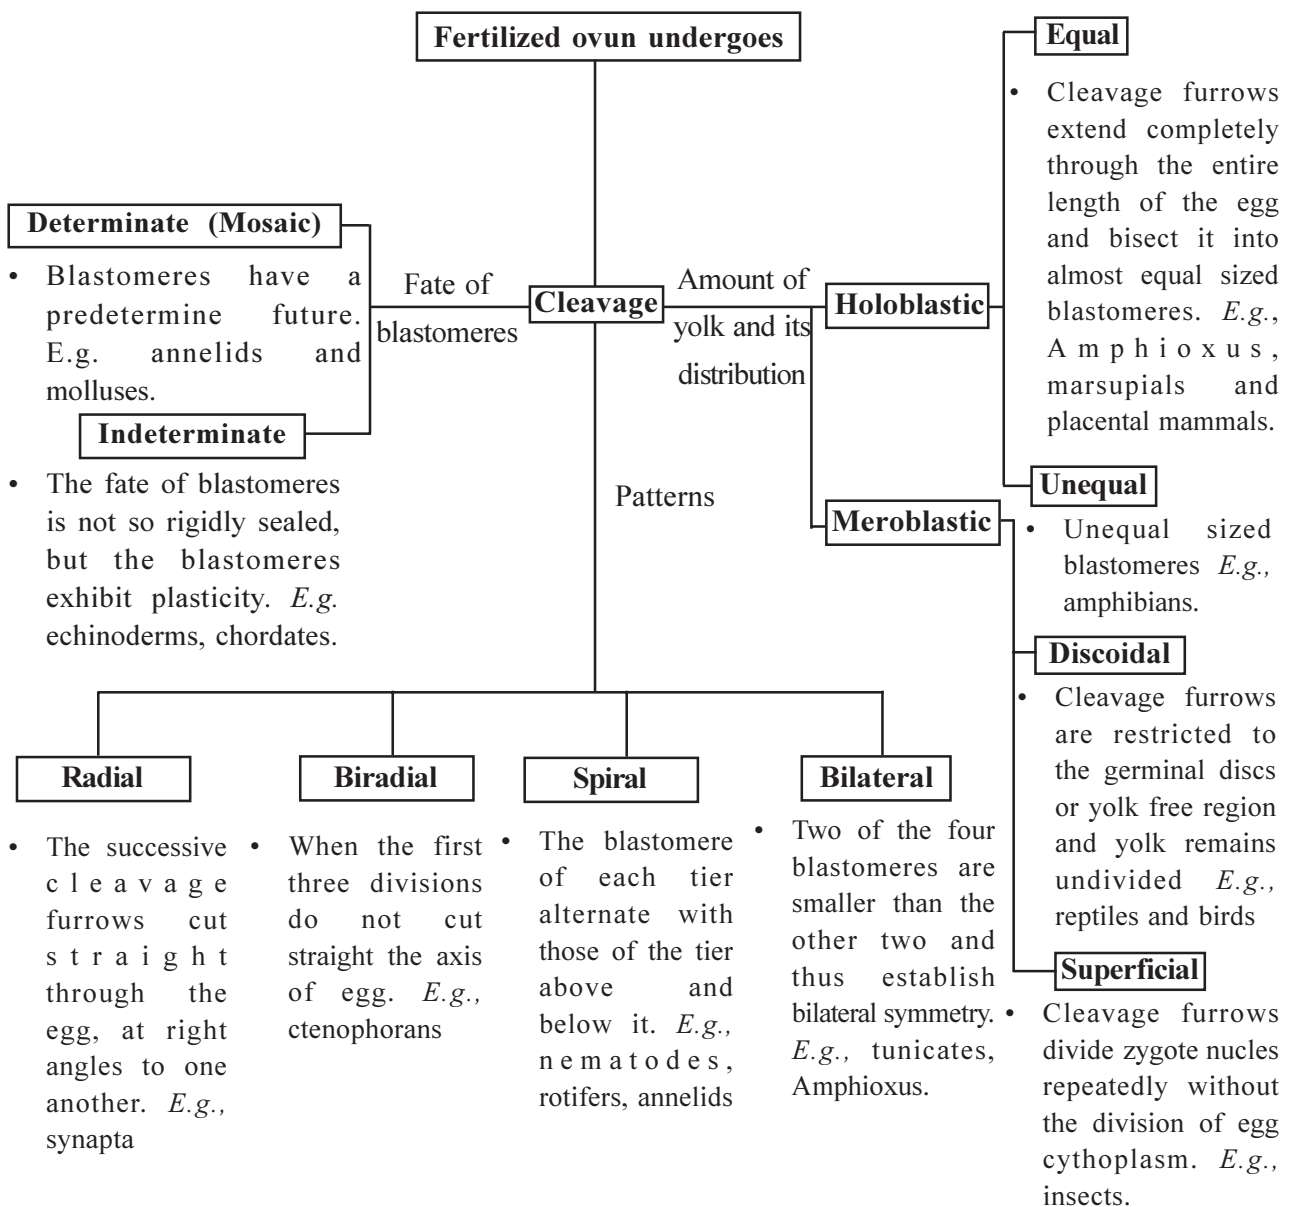 Fertilized ovun undergoes
Equal
• Cleavage furrows
extend completely
through the entire
length of the egg
and bisect it into
almost equal sized
blastomeres. E.g.,
Amphioxus,
marsupials and
placental mammals.
Determinate (Mosaic)
• Blastomeres have a
predetermine future.
E.g. annelids and
molluses.
Fate of
blastomeres
Cleavage
Amount of
yolk and its
distribution
Holoblastic
Indeterminate
• The fate of blastomeres
is not so rigidly sealed,
but the blastomeres
exhibit plasticity. E.g.
echinoderms, chordates.
Patterns
Unequal
• Unequal sized
blastomeres E.g.,
amphibians.
Meroblastic
Discoidal
• Cleavage furrows
are restricted to
the germinal discs
or yolk free region
and yolk remains
undivided E.g.,
reptiles and birds
Superficial
• Cleavage furrows
divide zygote nucles
repeatedly without
the division of egg
cythoplasm. E.g.,
insects.
Radial
• The successive
cleavage
furrows cut
straight
through the
egg, at right
angles to one
another. E.g.,
synapta
Biradial
• When the first
three divisions
do not cut
straight the axis
of egg. E.g.,
ctenophorans
Spiral
• The blastomere
of each tier
alternate with
those of the tier
above and
below it. E.g.,
nematodes,
rotifers, annelids
Bilateral
• Two of the four
blastomeres are
smaller than the
other two and
thus establish
bilateral symmetry.
E.g., tunicates,
Amphioxus.